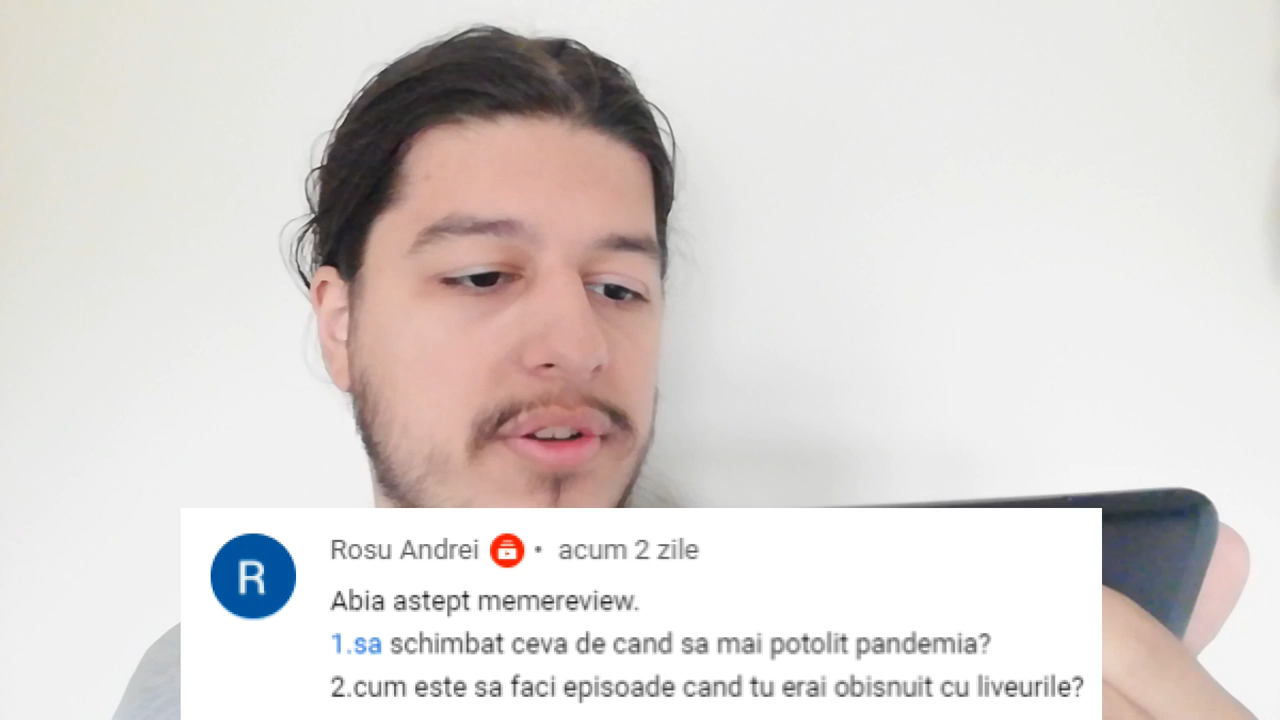 R
Rosu Andrei • acum 2 zile
Abia astept memereview.
1.sa schimbat ceva de cand sa mai potolit pandemia?
2.cum este sa faci episoade cand tu erai obisnuit cu liveurile?